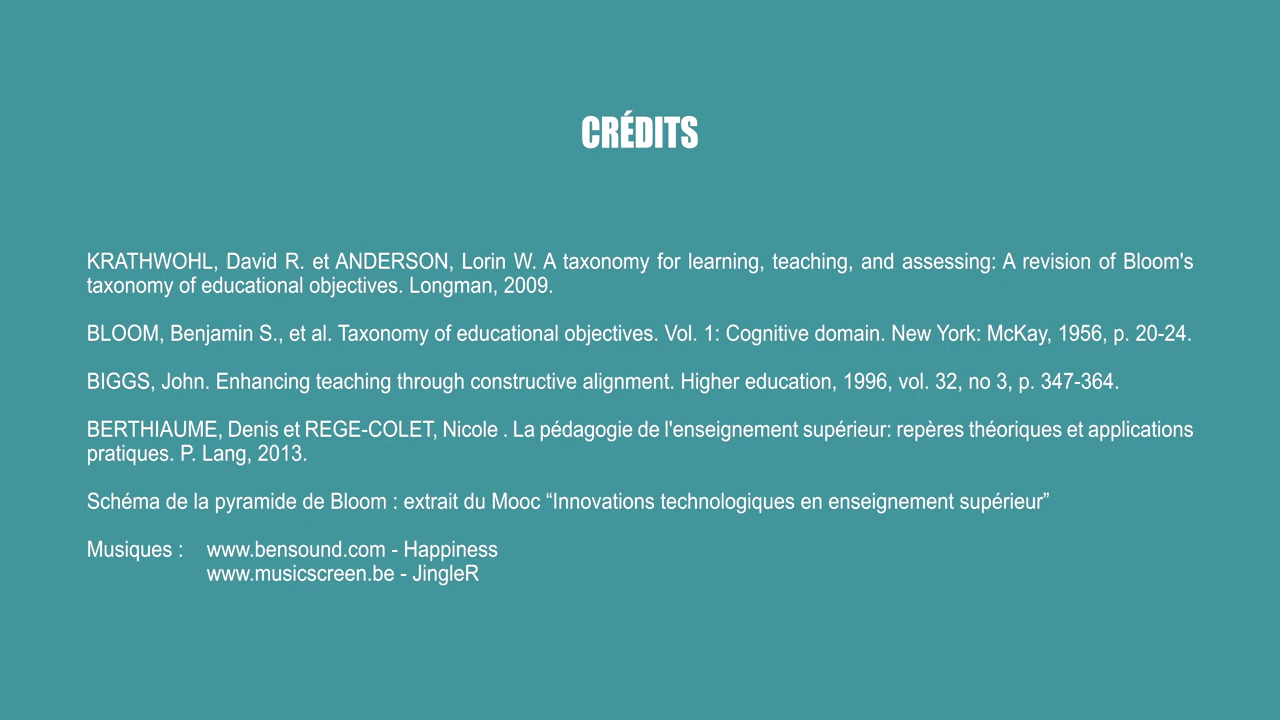 CRÉDITS
KRATHWOHL, David R. et ANDERSON, Lorin W. A taxonomy for learning, teaching, and assessing: A revision of Bloom's
taxonomy of educational objectives. Longman, 2009.
BLOOM, Benjamin S., et al. Taxonomy of educational objectives. Vol. 1: Cognitive domain. New York: McKay, 1956, p. 20-24.
BIGGS, John. Enhancing teaching through constructive alignment. Higher education, 1996, vol. 32, no 3, p. 347-364.
BERTHIAUME, Denis et REGE-COLET, Nicole . La pédagogie de l'enseignement supérieur: repères théoriques et applications
pratiques. P. Lang, 2013.
Schéma de la pyramide de Bloom : extrait du Mooc “Innovations technologiques en enseignement supérieur”
Musiques : www.bensound.com - Happiness
www.musicscreen.be - JingleR